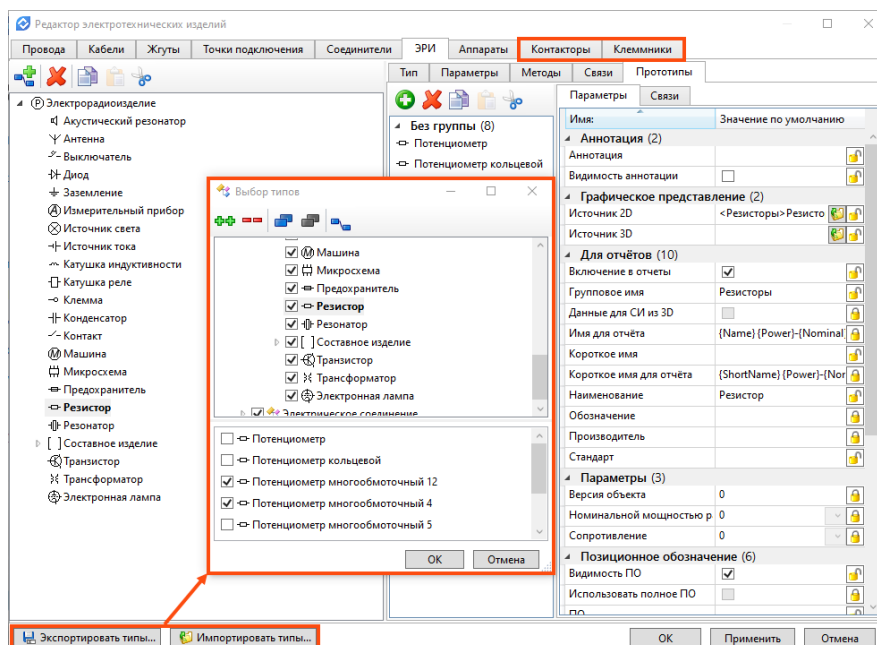 Редактор электротехнических изделий
Провода Кабели Жгуты Точки подключения Соединители ЭРИ Аппараты Контакторы Клеммники
Электрорадиоизделие
Акустический резонатор
Антенна
Выключатель
Диод
Заземление
Измерительный прибор
Источник света
Источник тока
Катушка индуктивности
Катушка реле
Клемма
Конденсатор
Контакт
Машина
Микросхема
Предохранитель
Резистор
Резонатор
Составное изделие
Транзистор
Трансформатор
Электронная лампа
Экспортировать типы... Импортировать типы...
Тип Параметры Методы Связи Прототипы
Без группы (8)
Потенциометр
Потенциометр кольцевой
Выбор типов
Машина
Микросхема
Предохранитель
Резистор
Резонатор
Составное изделие
Транзистор
Трансформатор
Электронная лампа
Электрическое соединение
Потенциометр
Потенциометр кольцевой
Потенциометр многообмоточный 12
Потенциометр многообмоточный 4
Потенциометр многообмоточный 5
OK Отмена
Параметры Связи
Имя: Значение по умолчанию
Аннотация (2)
Аннотация
Видимость аннотации
Графическое представление (2)
Источник 2D <Резисторы>Резисто
Источник 3D
Для отчётов (10)
Включение в отчеты
Групповое имя Резисторы
Данные для СИ из 3D
Имя для отчёта {Name} {Power}-{Nominal
Короткое имя
Короткое имя для отчёта {ShortName} {Power}-{Nor
Наименование Резистор
Обозначение
Производитель
Стандарт
Параметры (3)
Версия объекта 0
Номинальной мощностью р 0
Сопротивление 0
Позиционное обозначение (6)
Видимость ПО
Использовать полное ПО
ПО
OK Применить Отмена